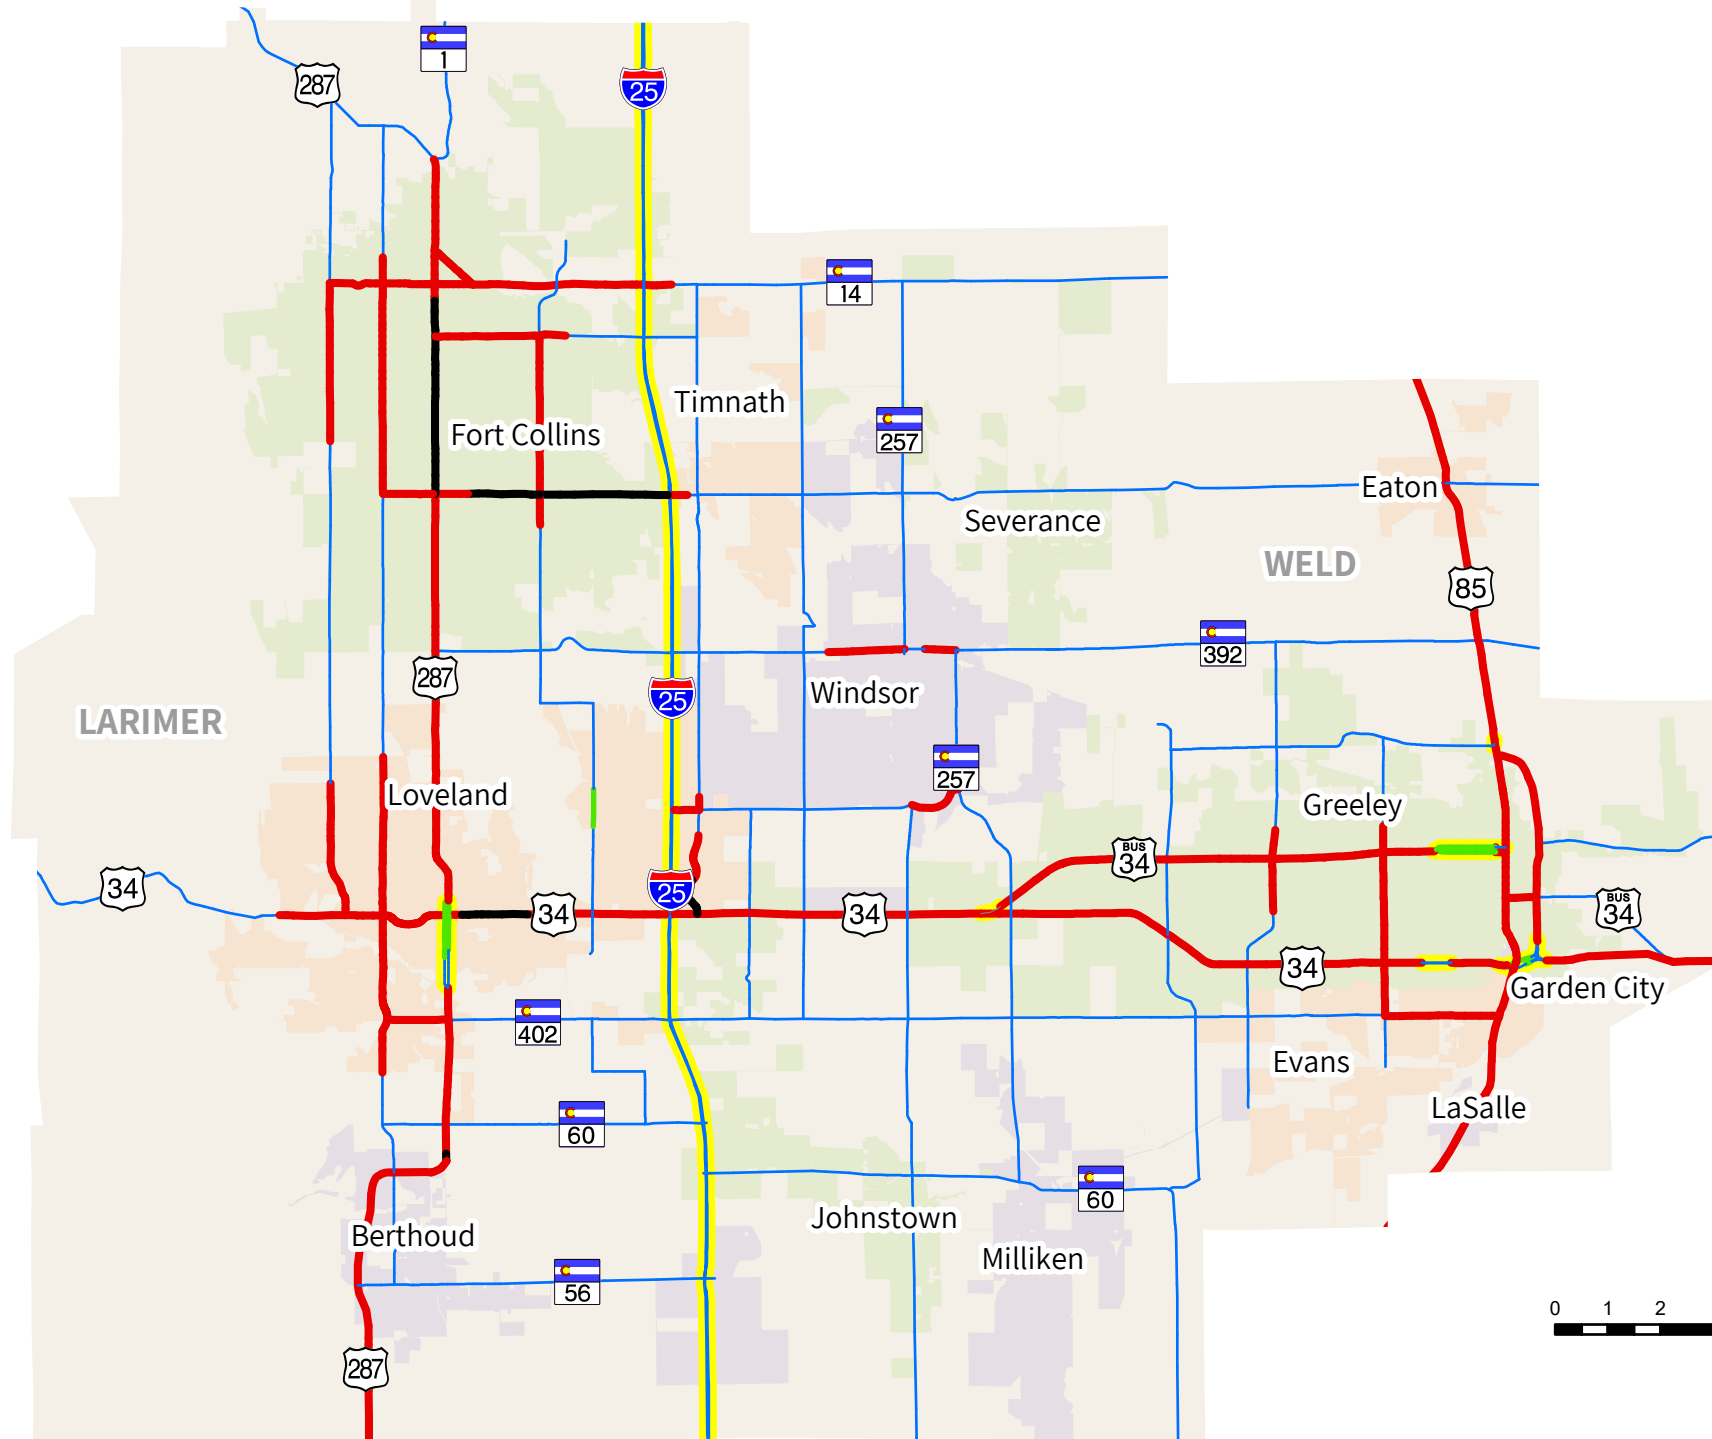 1
287
25
14
Timnath
257
Fort Collins
Eaton
Severance
WELD
85
392
287
25
Windsor
LARIMER
257
Loveland
Greeley
BUS
34
34
25
34
34
BUS
34
34
Garden City
402
Evans
LaSalle
60
60
Johnstown
Berthoud
Milliken
56
0 1 2
287